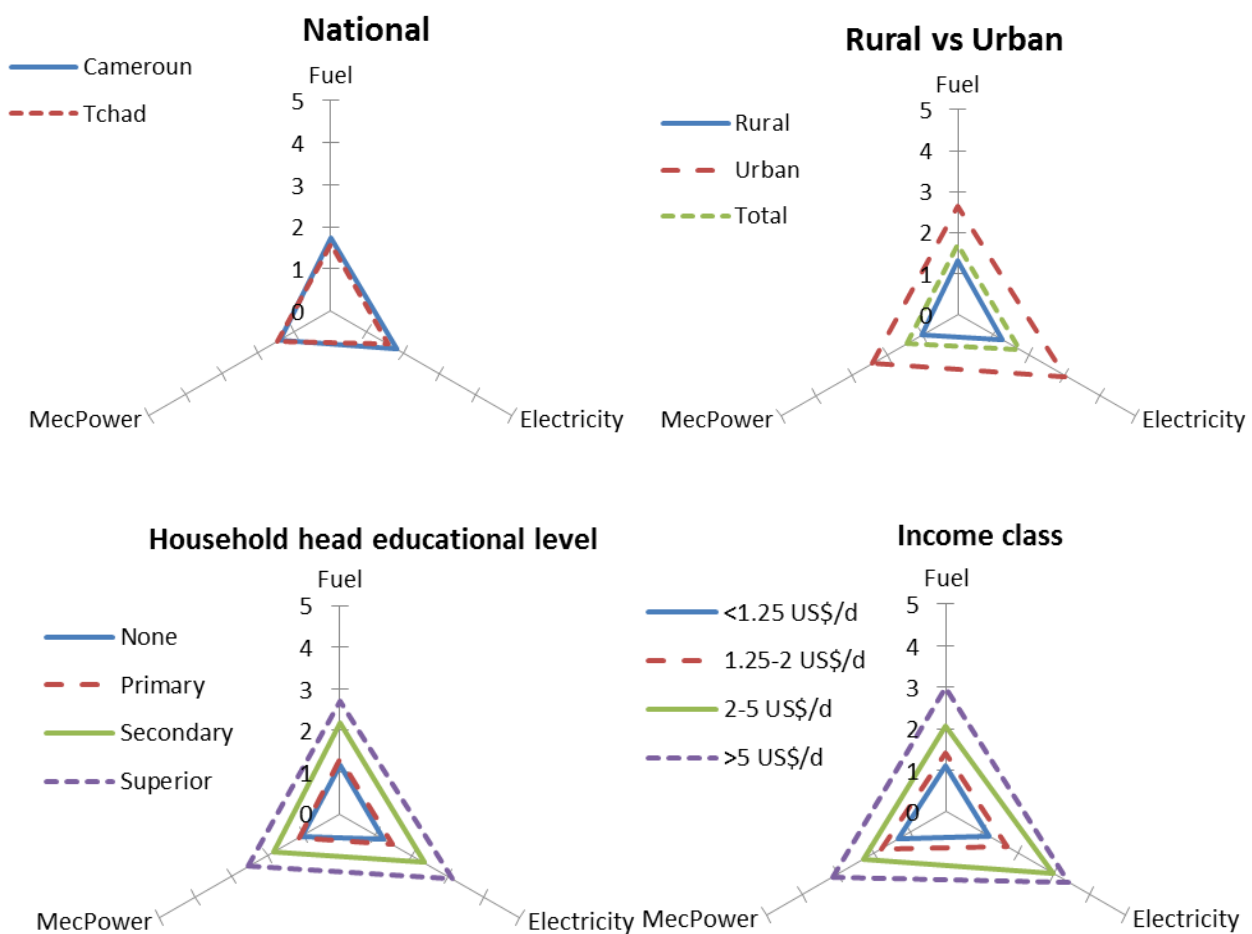 National
Cameroun
Tchad
Fuel
5
4
3
2
1
0
MecPower
Electricity
Rural vs Urban
Rural
Urban
Total
Fuel
5
4
3
2
1
0
MecPower
Electricity
Household head educational level
None
Primary
Secondary
Superior
Fuel
5
4
3
2
1
0
MecPower
Electricity
Income class
<1.25 US$/d
1.25-2 US$/d
2-5 US$/d
>5 US$/d
Fuel
5
4
3
2
1
0
MecPower
Electricity